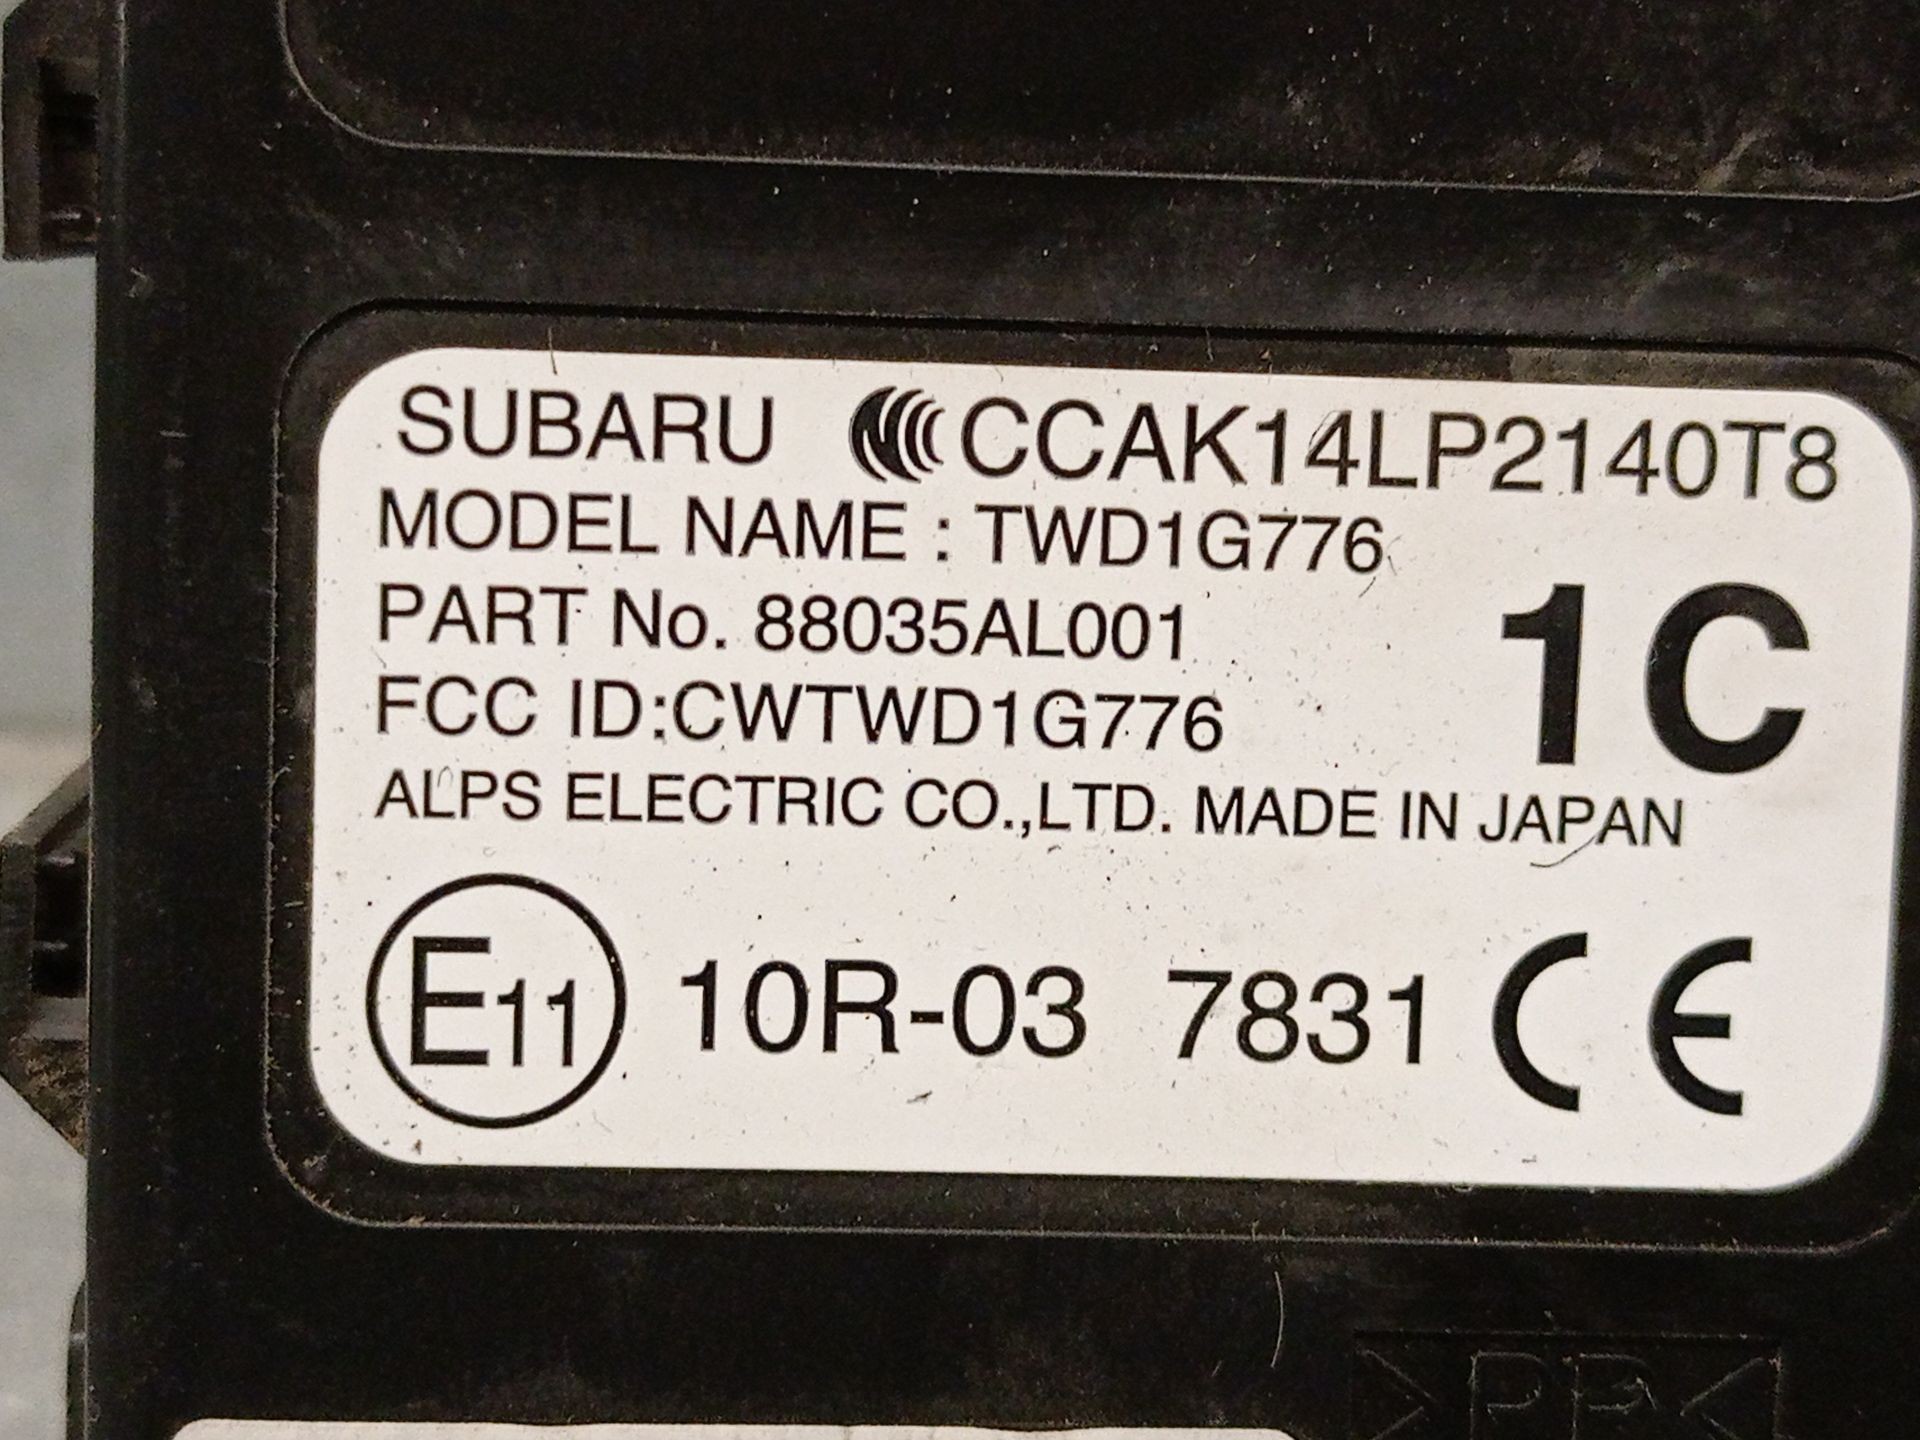 SUBARU CCAK14LP2140T8
MODEL NAME : TWD1G776
PART No. 88035AL001
1C
FCC ID:CWTWD1G776
ALPS ELECTRIC CO.,LTD. MADE IN JAPAN
E11 10R-03 7831 CE
>PP<